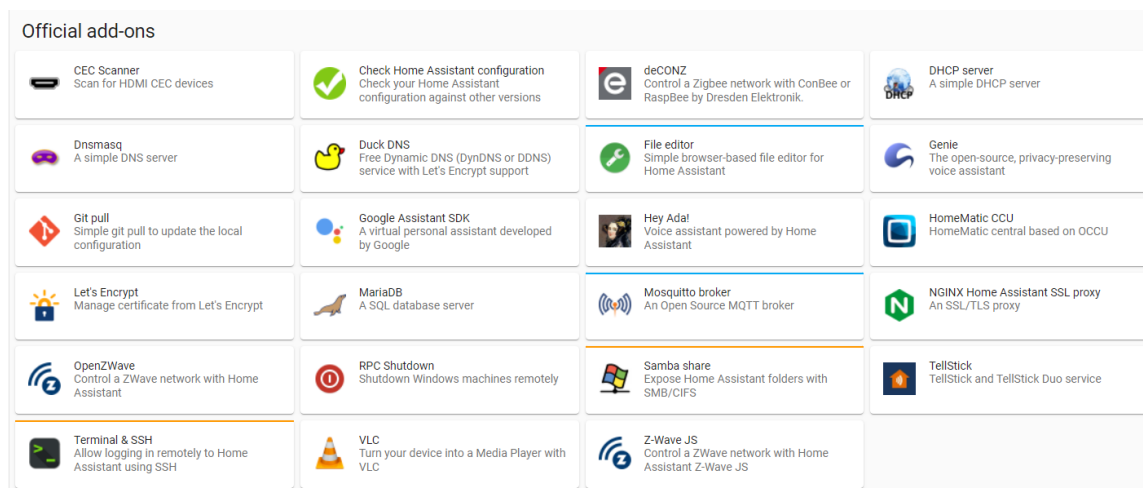 Official add-ons
CEC Scanner
Scan for HDMI CEC devices
Check Home Assistant configuration
Check your Home Assistant
configuration against other versions
deCONZ
Control a Zigbee network with ConBee or
RaspBee by Dresden Elektronik.
DHCP server
A simple DHCP server
DHCP
Dnsmasq
A simple DNS server
Duck DNS
Free Dynamic DNS (DynDNS or DDNS)
service with Let's Encrypt support
File editor
Simple browser-based file editor for
Home Assistant
Genie
The open-source, privacy-preserving
voice assistant
Git pull
Simple git pull to update the local
configuration
Google Assistant SDK
A virtual personal assistant developed
by Google
Hey Ada!
Voice assistant powered by Home
Assistant
HomeMatic CCU
HomeMatic central based on OCCU
Let's Encrypt
Manage certificate from Let's Encrypt
MariaDB
A SQL database server
Mosquitto broker
An Open Source MQTT broker
NGINX Home Assistant SSL proxy
An SSL/TLS proxy
OpenZWave
Control a ZWave network with Home
Assistant
RPC Shutdown
Shutdown Windows machines remotely
Samba share
Expose Home Assistant folders with
SMB/CIFS
TellStick
TellStick and TellStick Duo service
Terminal & SSH
Allow logging in remotely to Home
Assistant using SSH
VLC
Turn your device into a Media Player with
VLC
Z-Wave JS
Control a ZWave network with Home
Assistant Z-Wave JS